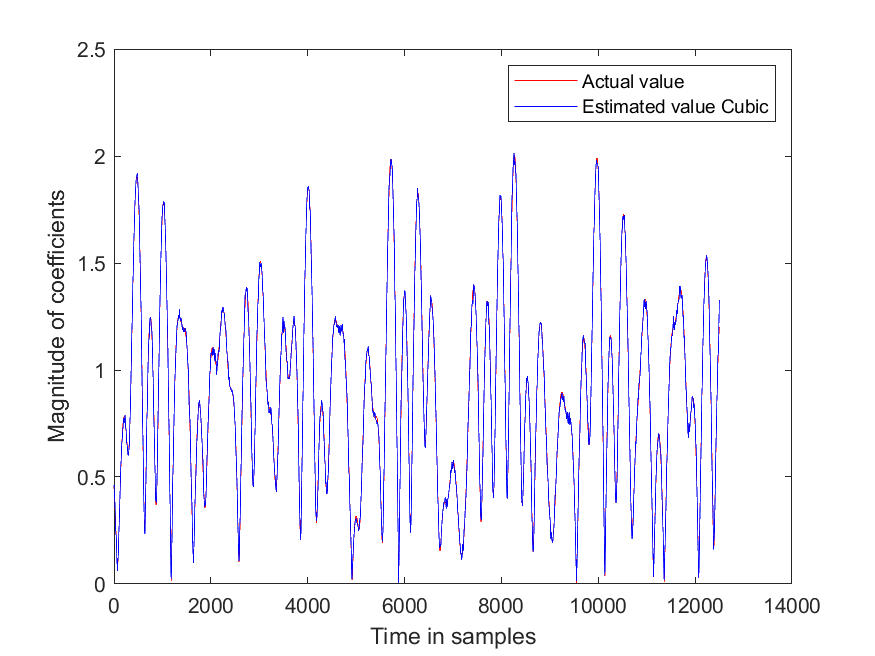 2.5
2
1.5
1
0.5
0
Magnitude of coefficients
Actual value
Estimated value Cubic
0 2000 4000 6000 8000 10000 12000 14000
Time in samples